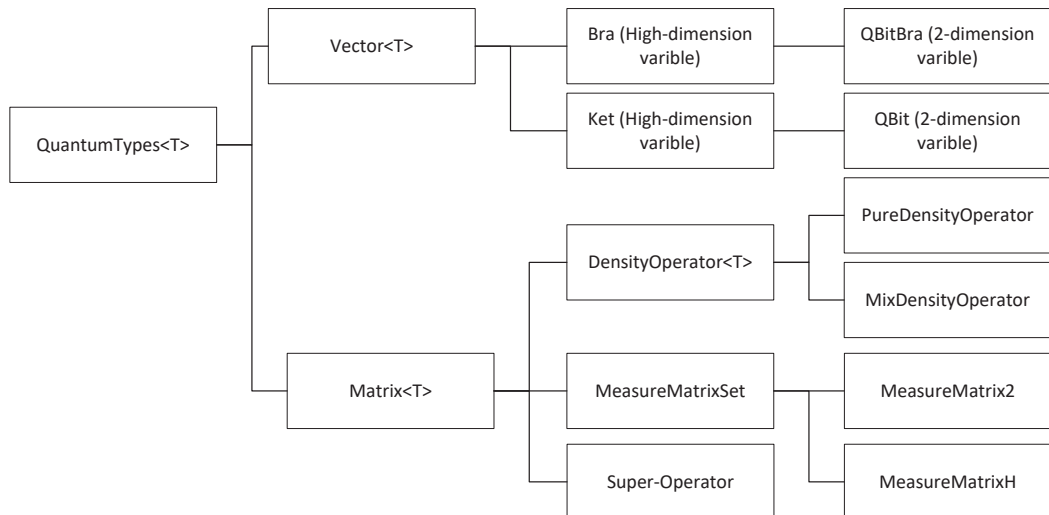 Vector<T>
Bra (High-dimension
varible)
QBitBra (2-dimension
varible)
QuantumTypes<T>
Ket (High-dimension
varible)
QBit (2-dimension
varible)
PureDensityOperator
DensityOperator<T>
MixDensityOperator
Matrix<T>
MeasureMatrixSet
MeasureMatrix2
Super-Operator
MeasureMatrixH